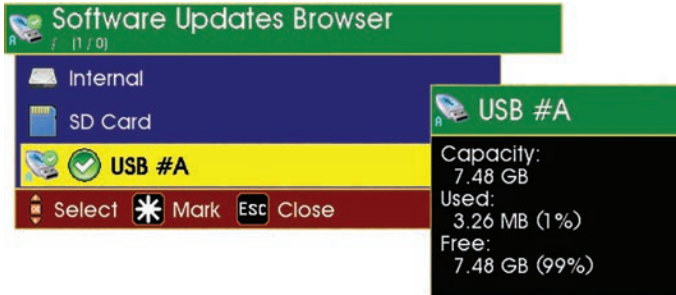 Software Updates Browser
/ (1 / 0)
A
Internal
SD Card
USB #A
Select Mark Esc Close
A USB #A
Capacity:
7.48 GB
Used:
3.26 MB (1%)
Free:
7.48 GB (99%)